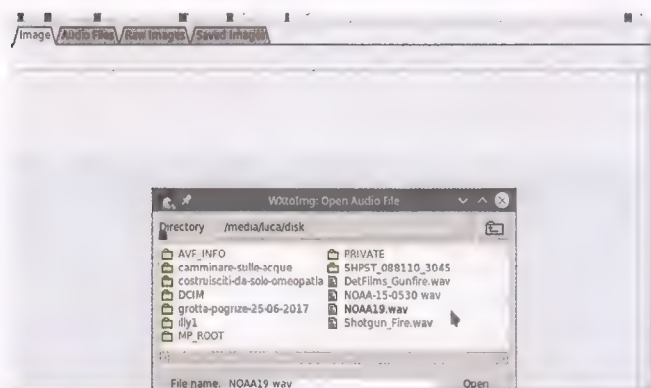 Image Audio Files Raw Images Saved Images
WXtoImg: Open Audio File
Directory /media/luca/disk
AVF_INFO
camminare-sulle-acque
costruisciti-da-solo-omeopatia
DCIM
grotta-pogrize-25-06-2017
illy1
MP_ROOT
PRIVATE
SHPST_088110_3045
DetFilms_Gunfire.wav
NOAA-15-0530 wav
NOAA19.wav
Shotgun_Fire.wav
File name. NOAA19 wav Open